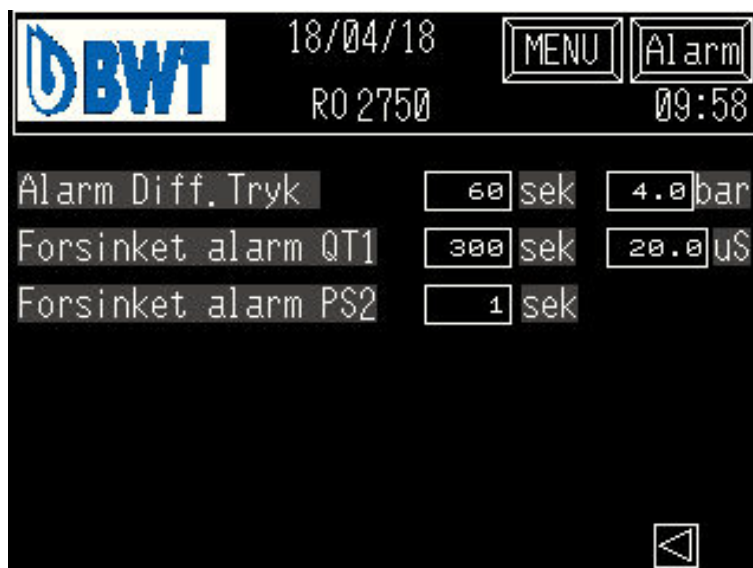 BWT 18/04/18 MENU Alarm
RO 2750 09:58
Alarm Diff.Tryk 60 sek 4.0 bar
Forsinket alarm QT1 300 sek 20.0 uS
Forsinket alarm PS2 1 sek